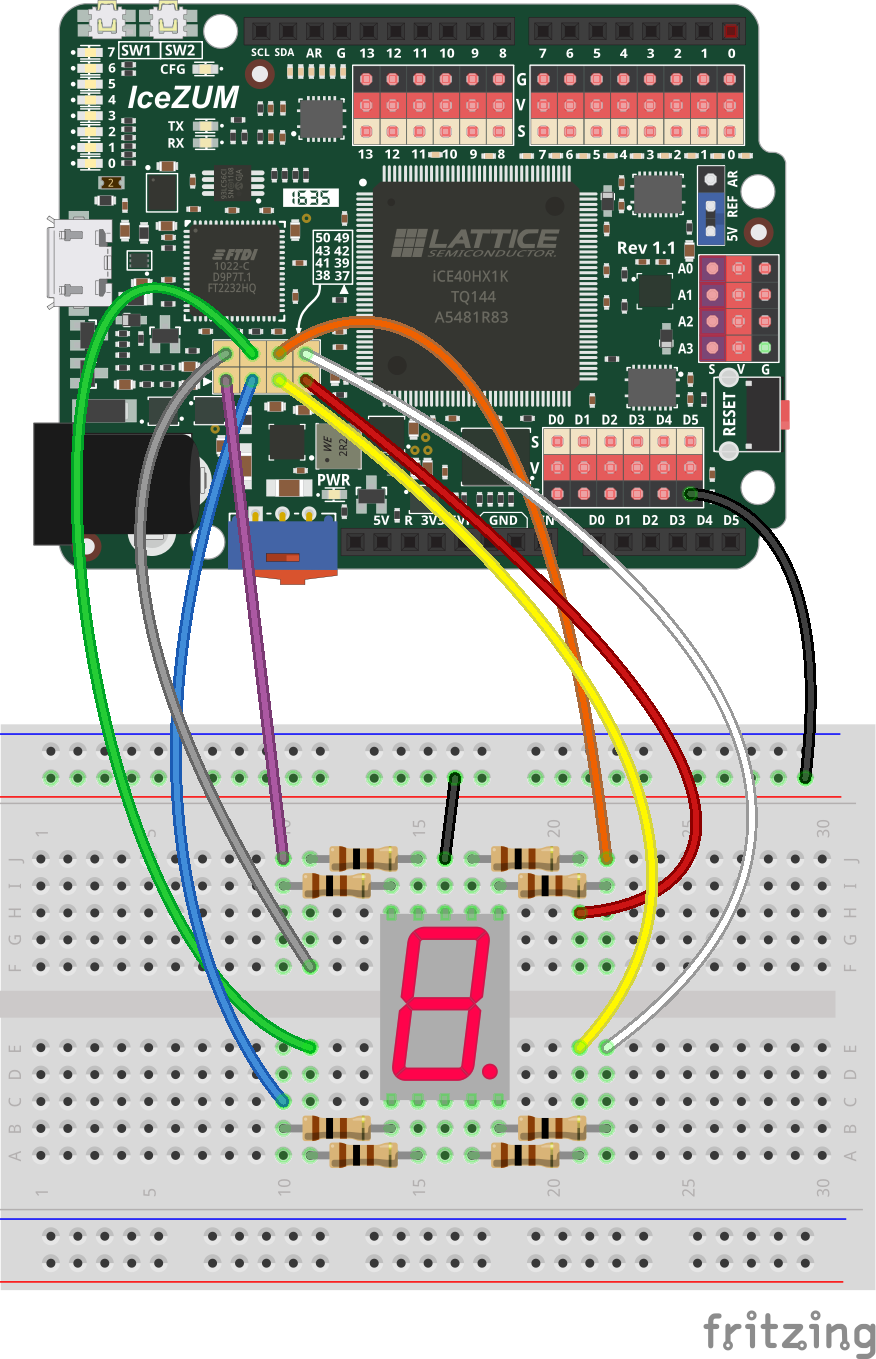 SCL SDA AR G 13 12 11 10 9 8 7 6 5 4 3 2 1 0
SW1 SW2
7
6
5
4
3
2
1
0
CFG
IceZUM
TX
RX
G
V
S
13 12 11 10 9 8 7 6 5 4 3 2 1 0
2
1635
AR
REF
5V
FTDI
1022-C
D9P7T.1
FT2232HQ
50 49
43 42
41 39
38 37
LATTICE
SEMICONDUCTOR.
iCE40HX1K
TQ144
A5481R83
Rev 1.1
A0
A1
A2
A3
S V G
RESET
D0 D1 D2 D3 D4 D5
S
V
WE
2R2
PWR
5V R 3V3 GND
D0 D1 D2 D3 D4 D5
1 5 10 15 20 25 30
J J
I I
H H
G G
F F
E E
D D
C C
B B
A A
1 5 10 15 20 25 30
fritzing